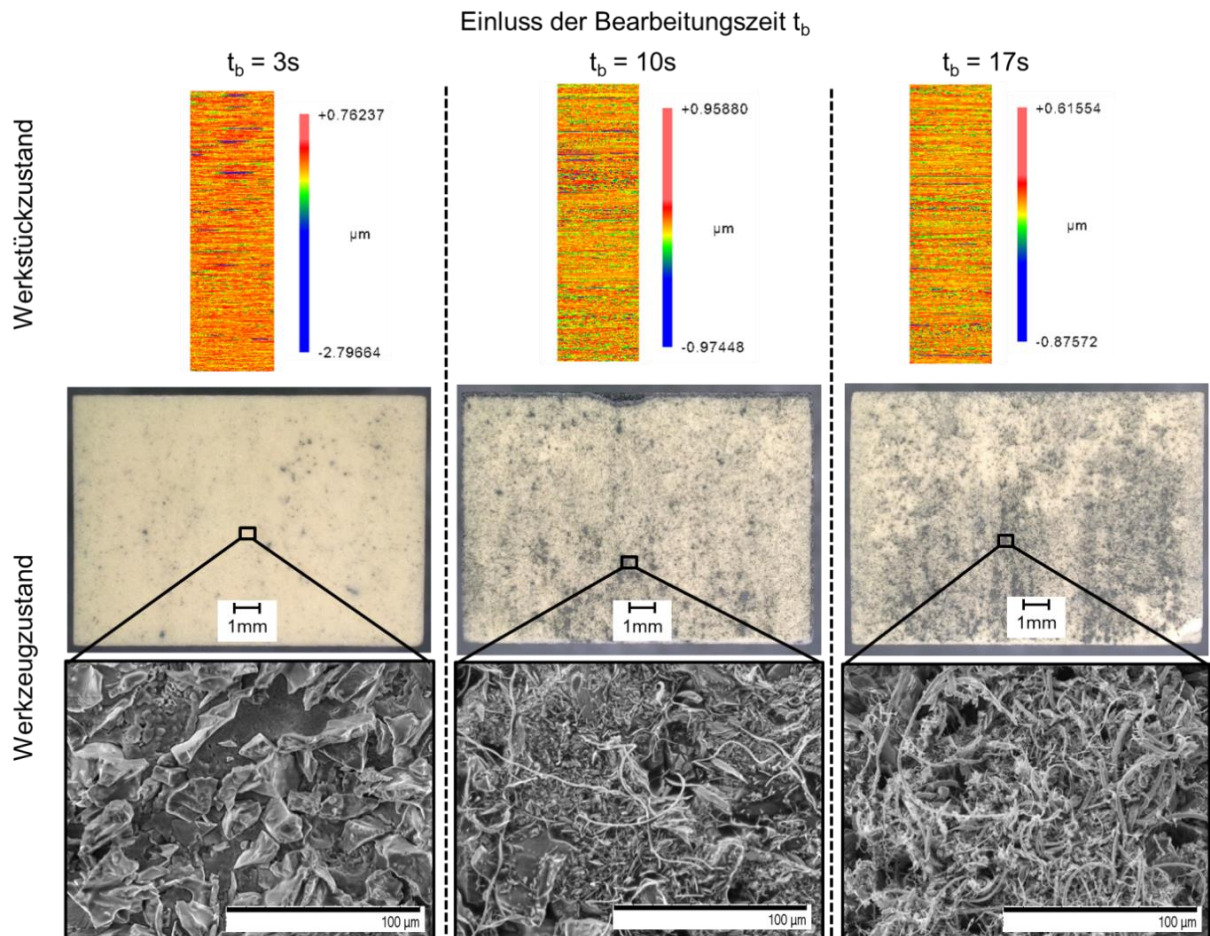 Einluss der Bearbeitungszeit tb
tb = 3s
tb = 10s
tb = 17s
Werkstückzustand
+0.76237
µm
-2.79664
+0.95880
µm
-0.97448
+0.61554
µm
-0.87572
Werkzeugzustand
1mm
1mm
1mm
100 µm
100 µm
100 µm